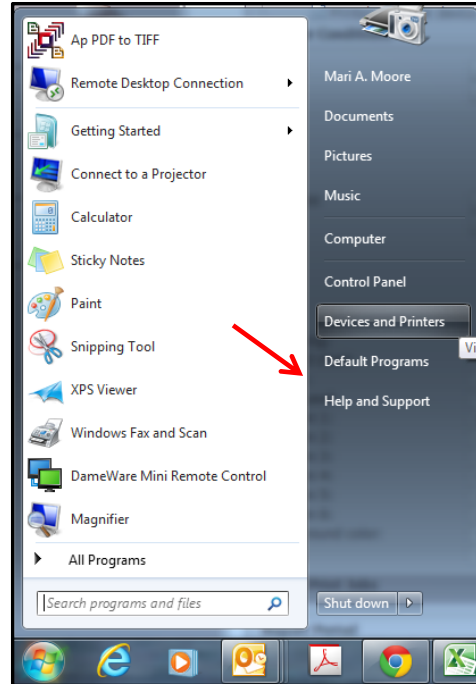 Ap PDF to TIFF
Remote Desktop Connection
Getting Started
Connect to a Projector
Calculator
Sticky Notes
Paint
Snipping Tool
XPS Viewer
Windows Fax and Scan
DameWare Mini Remote Control
Magnifier
All Programs
Search programs and files
Mari A. Moore
Documents
Pictures
Music
Computer
Control Panel
Devices and Printers
Vi
Default Programs
Help and Support
Shut down